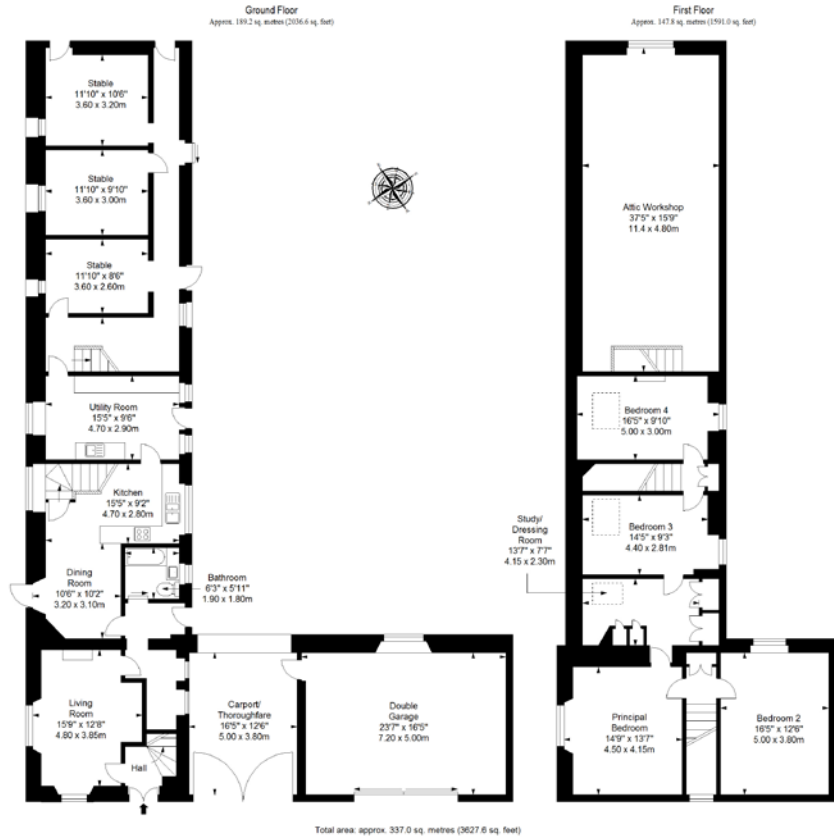 Ground Floor
Approx. 189.2 sq. metres (2036.6 sq. feet)
Stable
11'10" x 10'6"
3.60 x 3.20m
Stable
11'10" x 9'10"
3.60 x 3.00m
Stable
11'10" x 8'6"
3.60 x 2.60m
Utility Room
15'5" x 9'6"
4.70 x 2.90m
Kitchen
15'5" x 9'2"
4.70 x 2.80m
Dining
Room
10'6" x 10'2"
3.20 x 3.10m
Bathroom
6'3" x 5'11"
1.90 x 1.80m
Living
Room
15'9" x 12'8"
4.80 x 3.85m
Hall
Carport/
Thoroughfare
16'5" x 12'6"
5.00 x 3.80m
Double
Garage
23'7" x 16'5"
7.20 x 5.00m
First Floor
Approx. 147.8 sq. metres (1591.0 sq. feet)
Attic Workshop
37'5" x 15'9"
11.4 x 4.80m
Bedroom 4
16'5" x 9'10"
5.00 x 3.00m
Bedroom 3
14'5" x 9'3"
4.40 x 2.81m
Study/
Dressing
Room
13'7" x 7'7"
4.15 x 2.30m
Principal
Bedroom
14'9" x 13'7"
4.50 x 4.15m
Bedroom 2
16'5" x 12'6"
5.00 x 3.80m
Total area: approx. 337.0 sq. metres (3627.6 sq. feet)